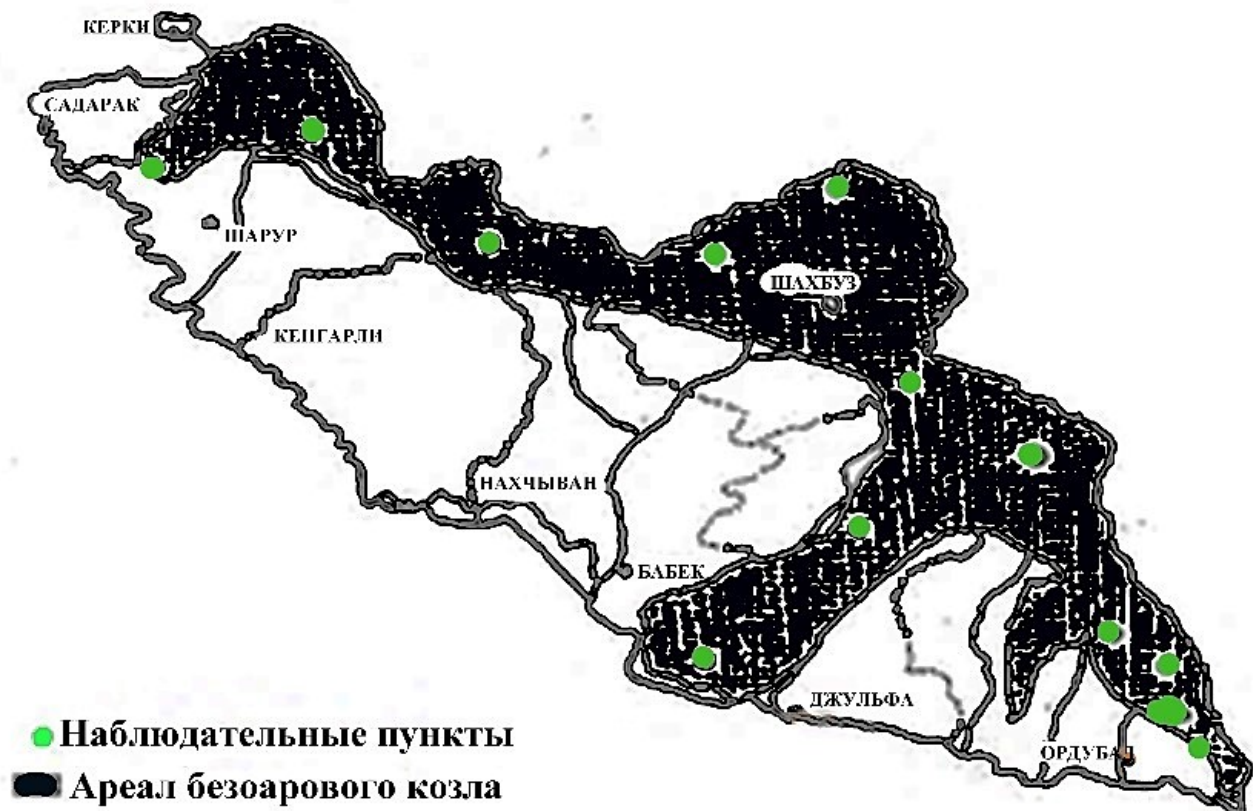 КЕРКИ
САДАРАК
ШАРУР
ШАХБУЗ
КЕНГАРЛИ
НАХЧЫВАН
БАБЕК
ДЖУЛЬФА
ОРДУБАД
Наблюдательные пункты
Ареал безоарового козла